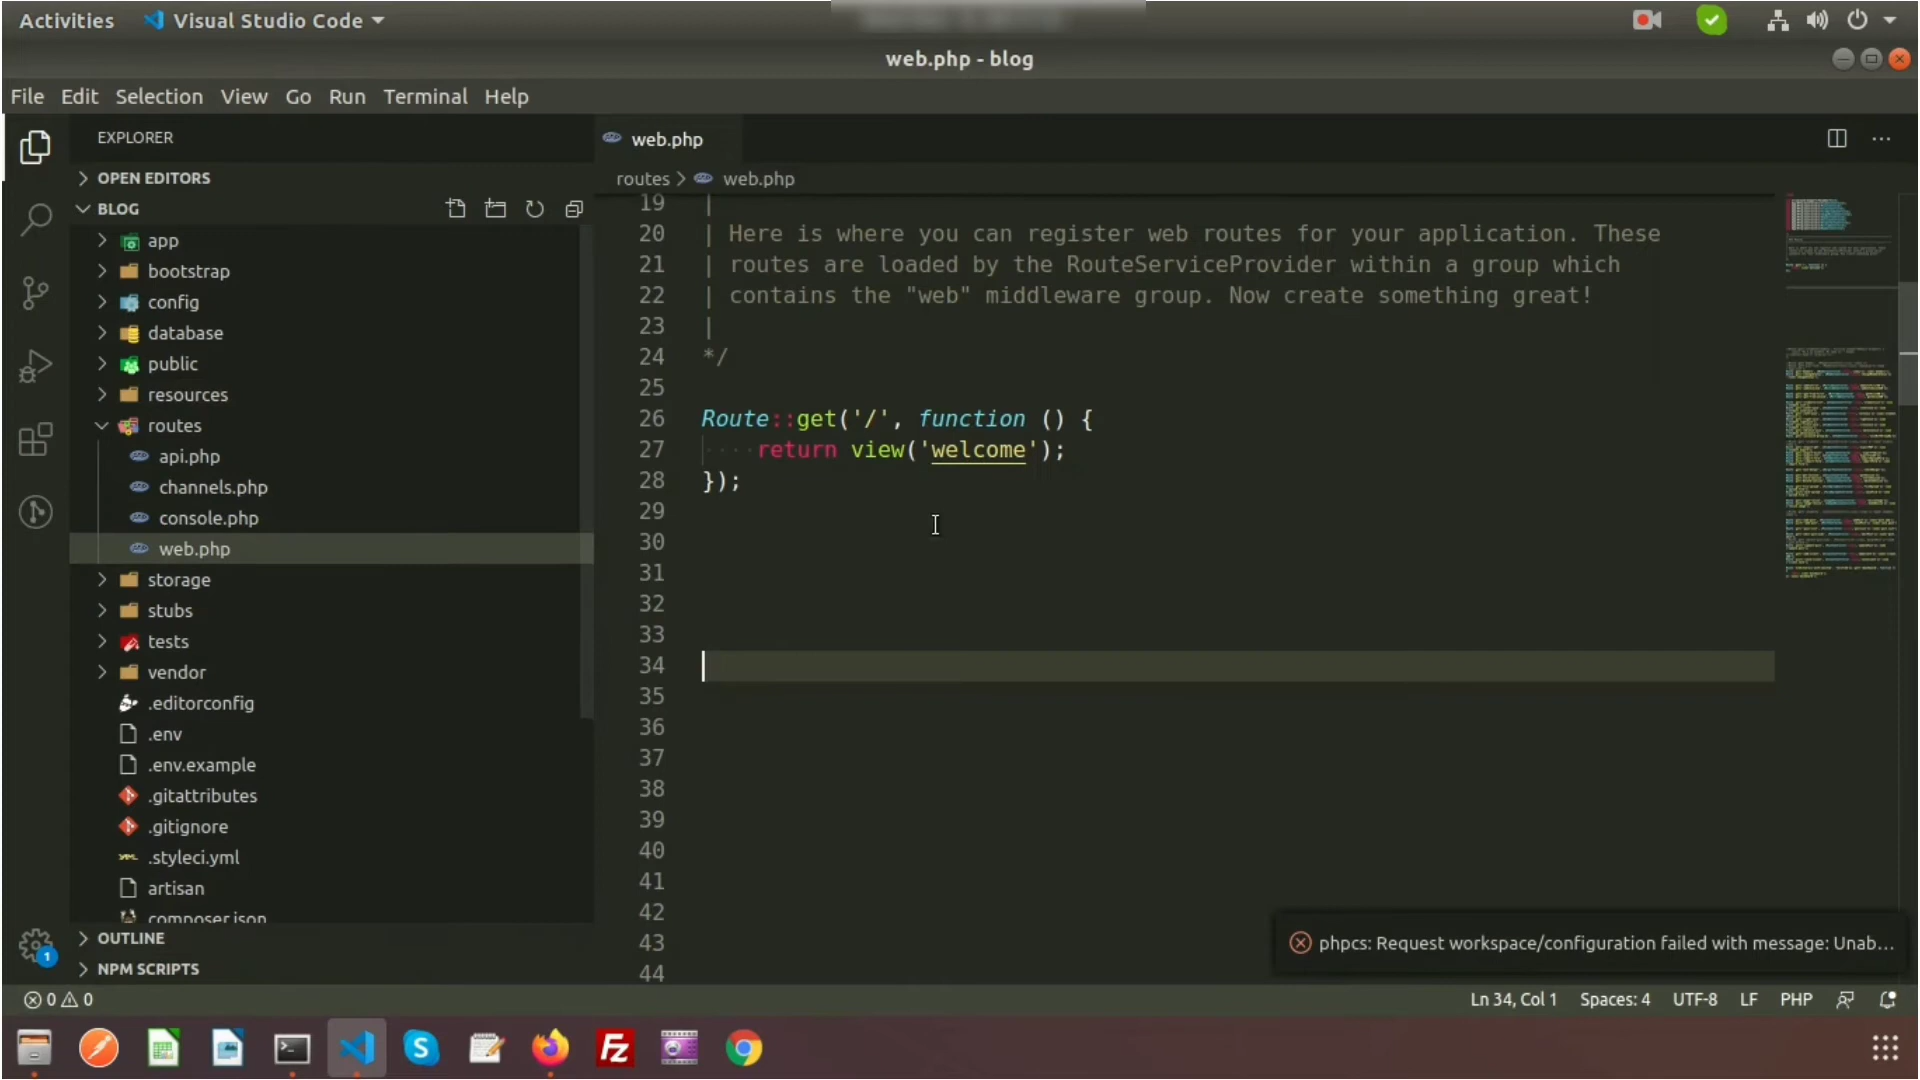 Activities Visual Studio Code
web.php - blog
File Edit Selection View Go Run Terminal Help
EXPLORER
OPEN EDITORS
BLOG
app
bootstrap
config
database
public
resources
routes
api.php
channels.php
console.php
web.php
storage
stubs
tests
vendor
.editorconfig
.env
.env.example
.gitattributes
.gitignore
.styleci.yml
artisan
composer.json
OUTLINE
NPM SCRIPTS
web.php
routes > web.php
19 |
20 | Here is where you can register web routes for your application. These
21 | routes are loaded by the RouteServiceProvider within a group which
22 | contains the "web" middleware group. Now create something great!
23 |
24 */
25
26 Route::get('/', function () {
27 ····return view('welcome');
28 });
29
30
31
32
33
34
35
36
37
38
39
40
41
42
43
44
phpcs: Request workspace/configuration failed with message: Unab...
1
0 0
Ln 34, Col 1 Spaces: 4 UTF-8 LF PHP
S
Fz